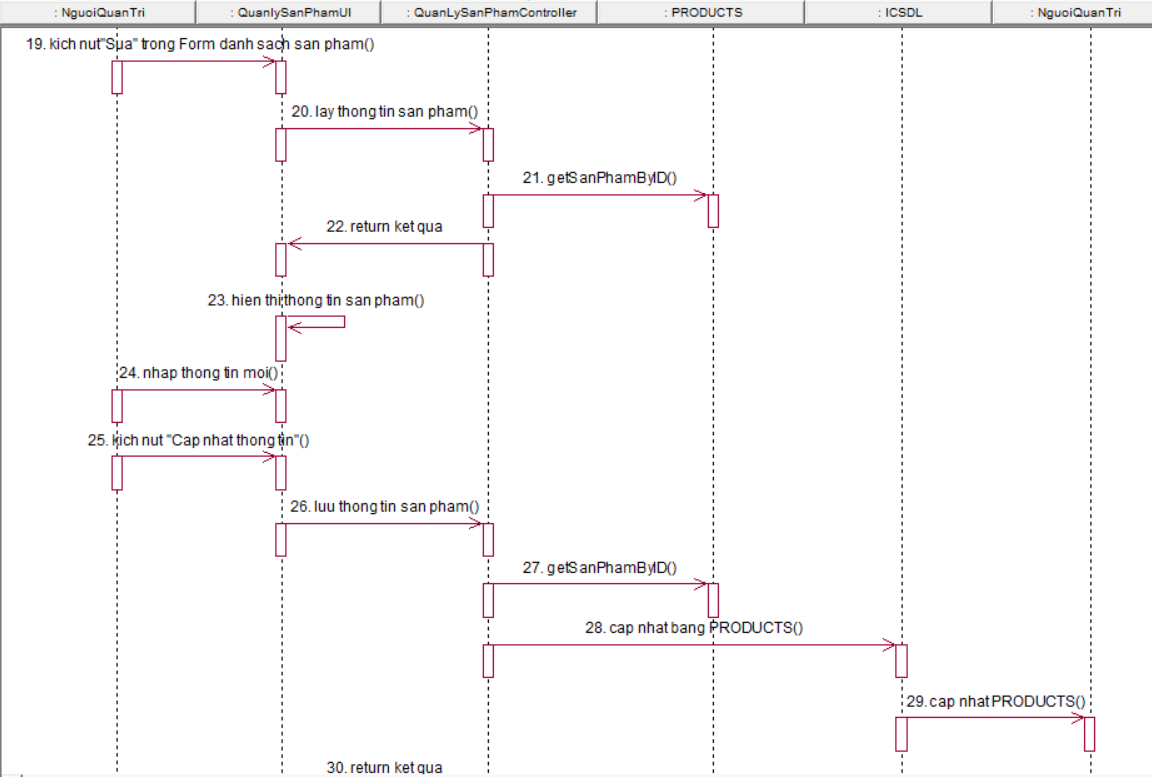 : NguoiQuanTri
: QuanlySanPhamUI
: QuanLySanPhamController
: PRODUCTS
: ICSDL
: NguoiQuanTri
19. kich nut"Sua" trong Form danh sach san pham()
20. lay thong tin san pham()
21. getSanPhamByID()
22. return ket qua
23. hien thi thong tin san pham()
24. nhap thong tin moi()
25. kich nut "Cap nhat thong tin"()
26. luu thong tin san pham()
27. getSanPhamByID()
28. cap nhat bang PRODUCTS()
29. cap nhat PRODUCTS()
30. return ket qua